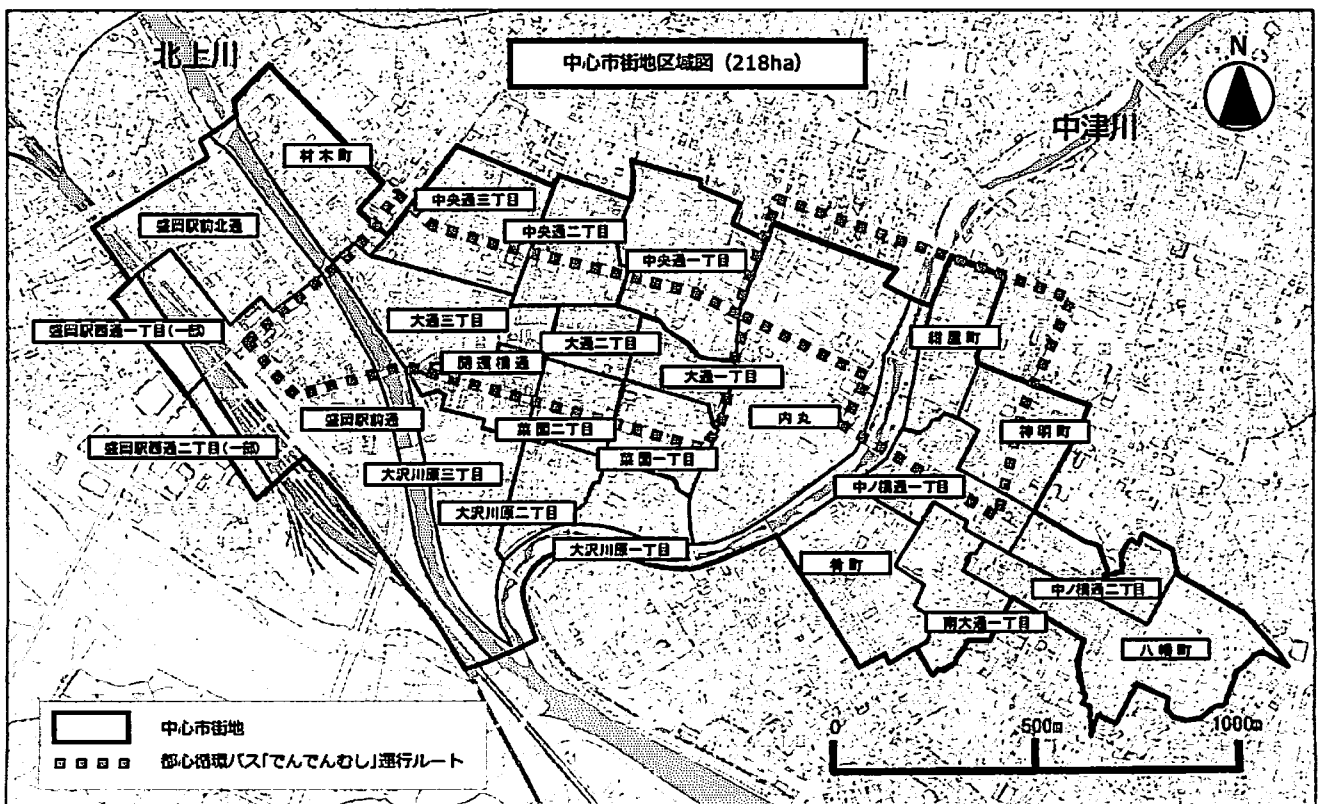 中心市街地区域図（218ha）
N
北上川
中津川
材木町
中央通三丁目
盛岡駅前北通
中央通二丁目
中央通一丁目
盛岡駅西通一丁目(一部)
大通三丁目
大通二丁目
紺屋町
開運橋通
大通一丁目
盛岡駅前通
内丸
神明町
盛岡駅西通二丁目(一部)
菜園二丁目
菜園一丁目
大沢川原三丁目
中ノ橋通一丁目
大沢川原二丁目
大沢川原一丁目
肴町
中ノ橋通二丁目
南大通一丁目
八幡町
中心市街地
都心循環バス「でんでんむし」運行ルート
0
500m
1000m